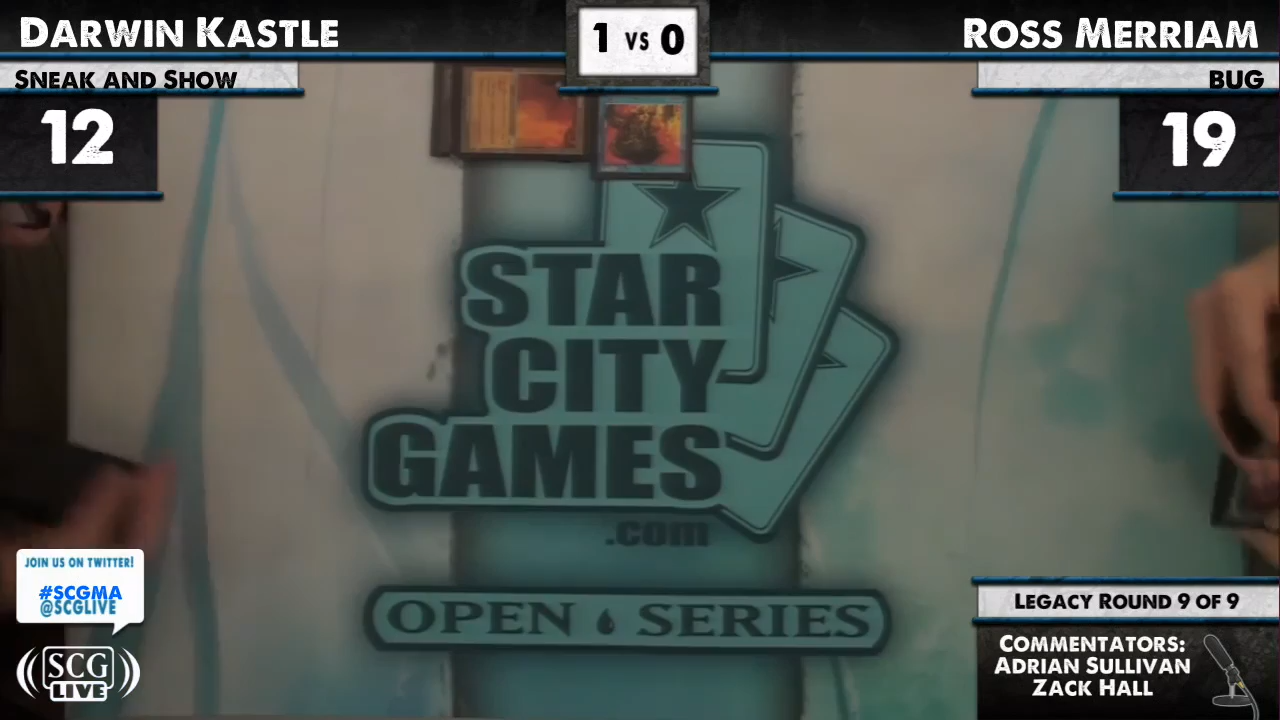 DARWIN KASTLE
1 VS 0
ROSS MERRIAM
SNEAK AND SHOW
BUG
12
19
STAR
CITY
GAMES
.com
OPEN SERIES
JOIN US ON TWITTER!
#SCGMA
@SCGLIVE
SCG
LIVE
LEGACY ROUND 9 OF 9
COMMENTATORS:
ADRIAN SULLIVAN
ZACK HALL